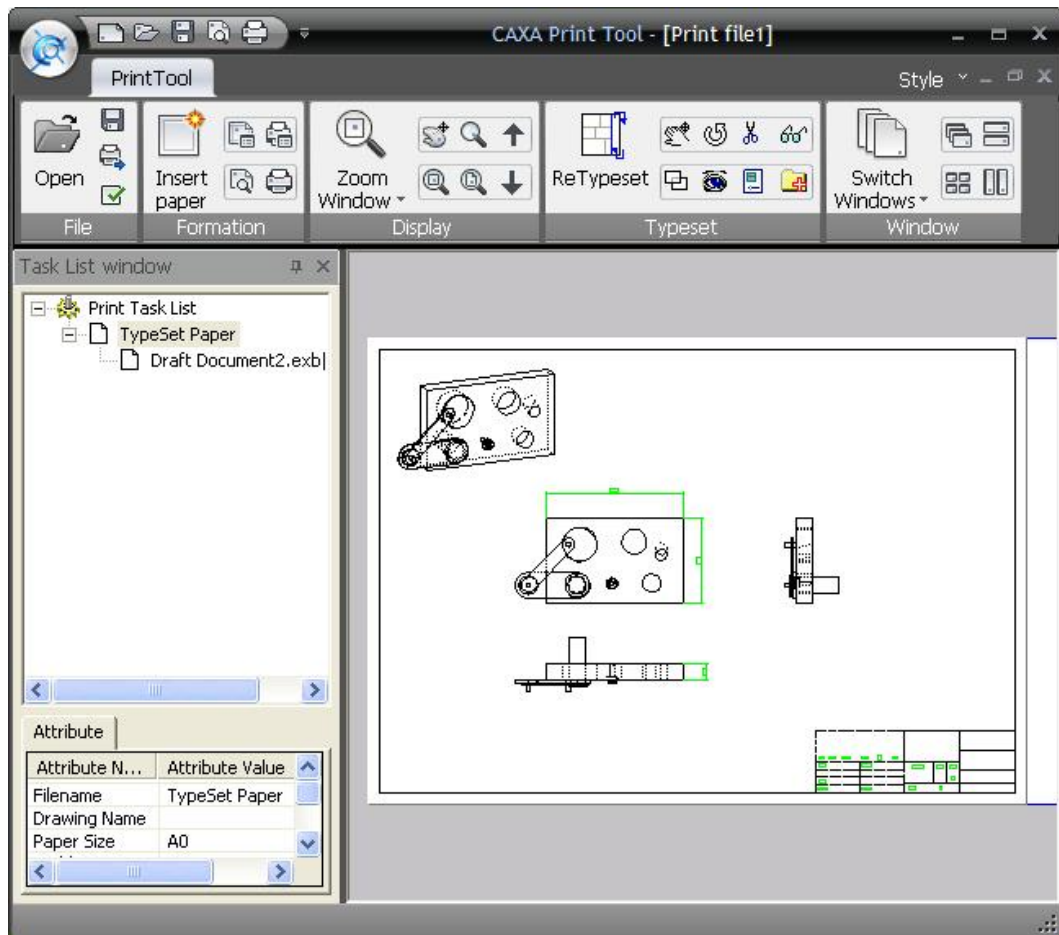 CAXA Print Tool - [Print file1]
PrintTool
Style
Open
Insert paper
Zoom Window
ReTypeset
Switch Windows
File
Formation
Display
Typeset
Window
Task List window
Print Task List
TypeSet Paper
Draft Document2.exb
Attribute
Attribute N... Attribute Value
Filename TypeSet Paper
Drawing Name
Paper Size A0